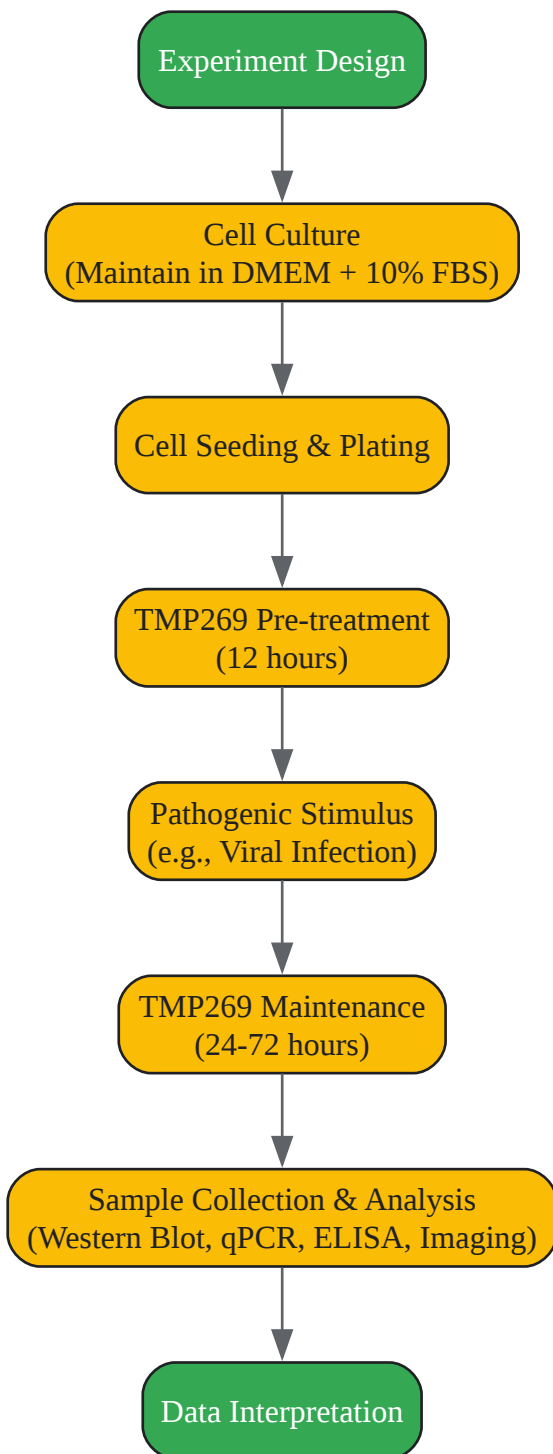 Experiment Design
Cell Culture
(Maintain in DMEM + 10% FBS)
Cell Seeding & Plating
TMP269 Pre-treatment
(12 hours)
Pathogenic Stimulus
(e.g., Viral Infection)
TMP269 Maintenance
(24-72 hours)
Sample Collection & Analysis
(Western Blot, qPCR, ELISA, Imaging)
Data Interpretation